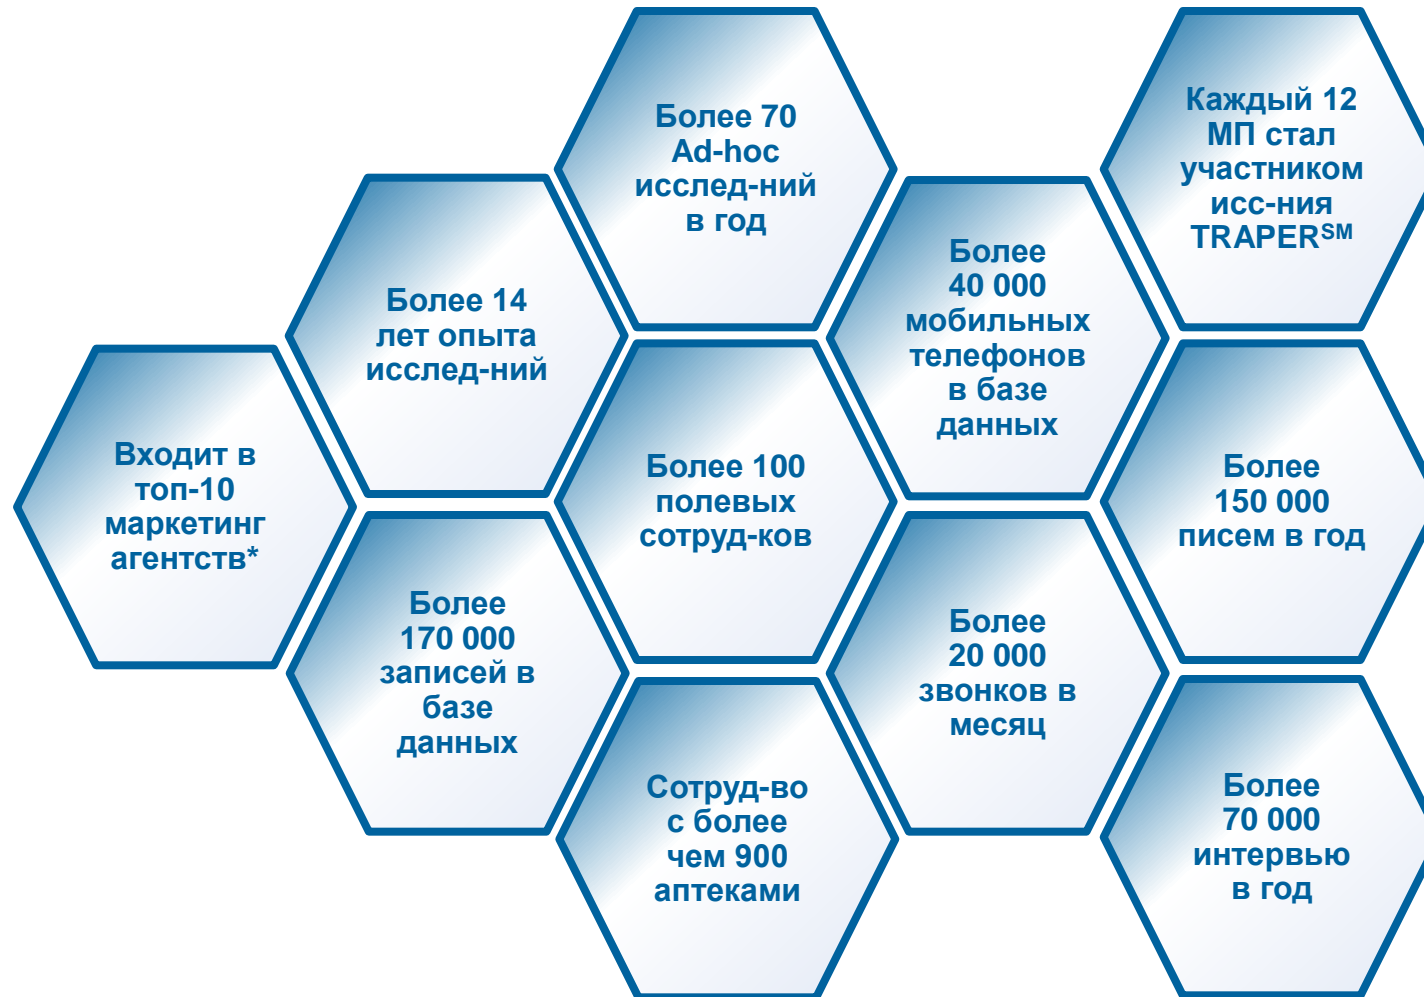 Входит в
топ-10
маркетинг
агентств*
Более 14
лет опыта
исслед-ний
Более
170 000
записей в
базе
данных
Более 70
Ad-hoc
исслед-ний
в год
Более 100
полевых
сотруд-ков
Сотруд-во
с более
чем 900
аптеками
Более
40 000
мобильных
телефонов
в базе
данных
Более
20 000
звонков в
месяц
Каждый 12
МП стал
участником
исс-ния
TRAPERSM
Более
150 000
писем в год
Более
70 000
интервью
в год